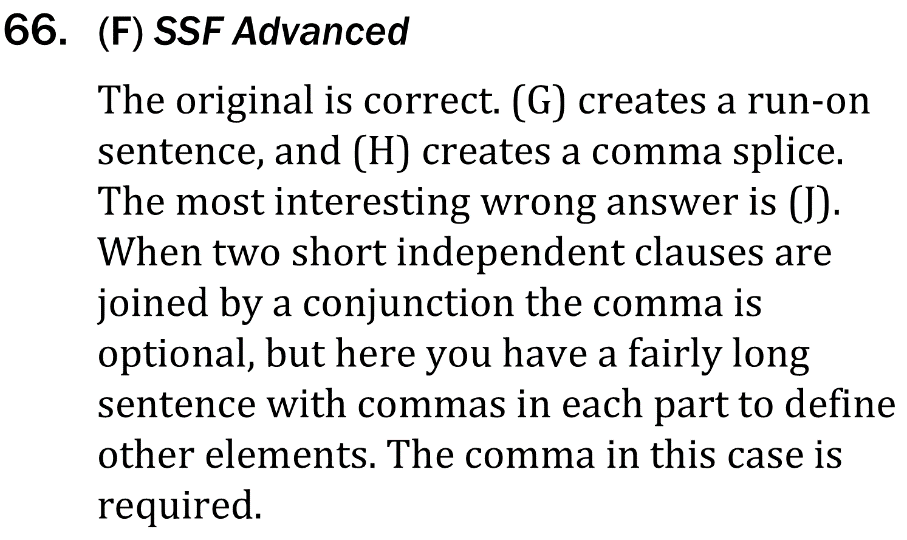 66. (F) SSF Advanced
The original is correct. (G) creates a run-on
sentence, and (H) creates a comma splice.
The most interesting wrong answer is (J).
When two short independent clauses are
joined by a conjunction the comma is
optional, but here you have a fairly long
sentence with commas in each part to define
other elements. The comma in this case is
required.